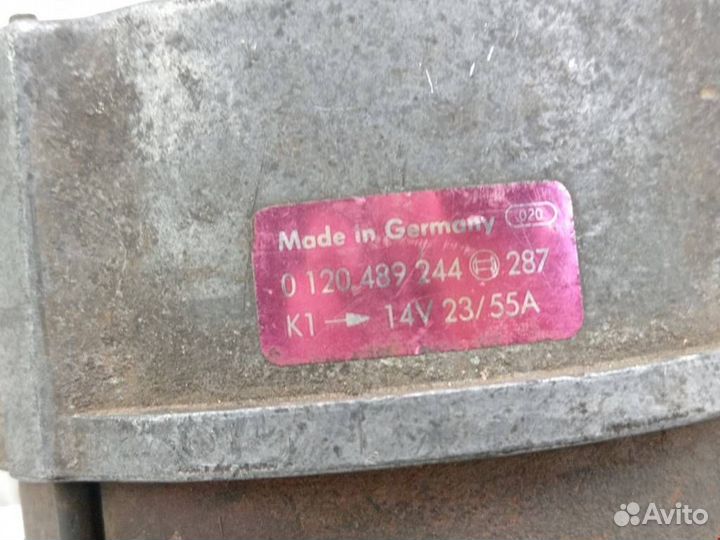 Made in Germany 020
0 120 489 244 287
K1 → 14V 23/55A
Avito